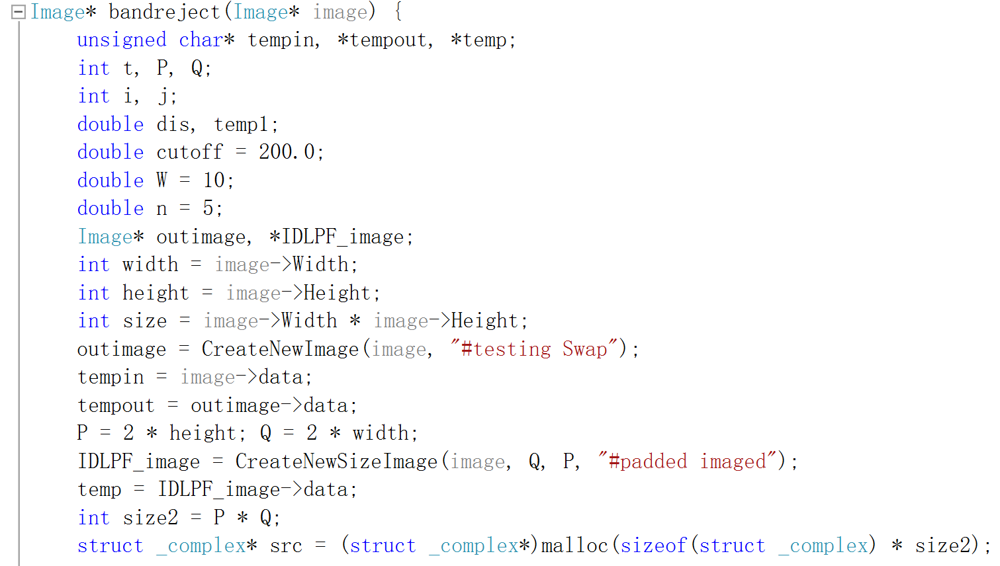 Image* bandreject(Image* image) {
unsigned char* tempin, *tempout, *temp;
int t, P, Q;
int i, j;
double dis, temp1;
double cutoff = 200.0;
double W = 10;
double n = 5;
Image* outimage, *IDLPF_image;
int width = image->Width;
int height = image->Height;
int size = image->Width * image->Height;
outimage = CreateNewImage(image, "#testing Swap");
tempin = image->data;
tempout = outimage->data;
P = 2 * height; Q = 2 * width;
IDLPF_image = CreateNewSizeImage(image, Q, P, "#padded imaged");
temp = IDLPF_image->data;
int size2 = P * Q;
struct _complex* src = (struct _complex*)malloc(sizeof(struct _complex) * size2);